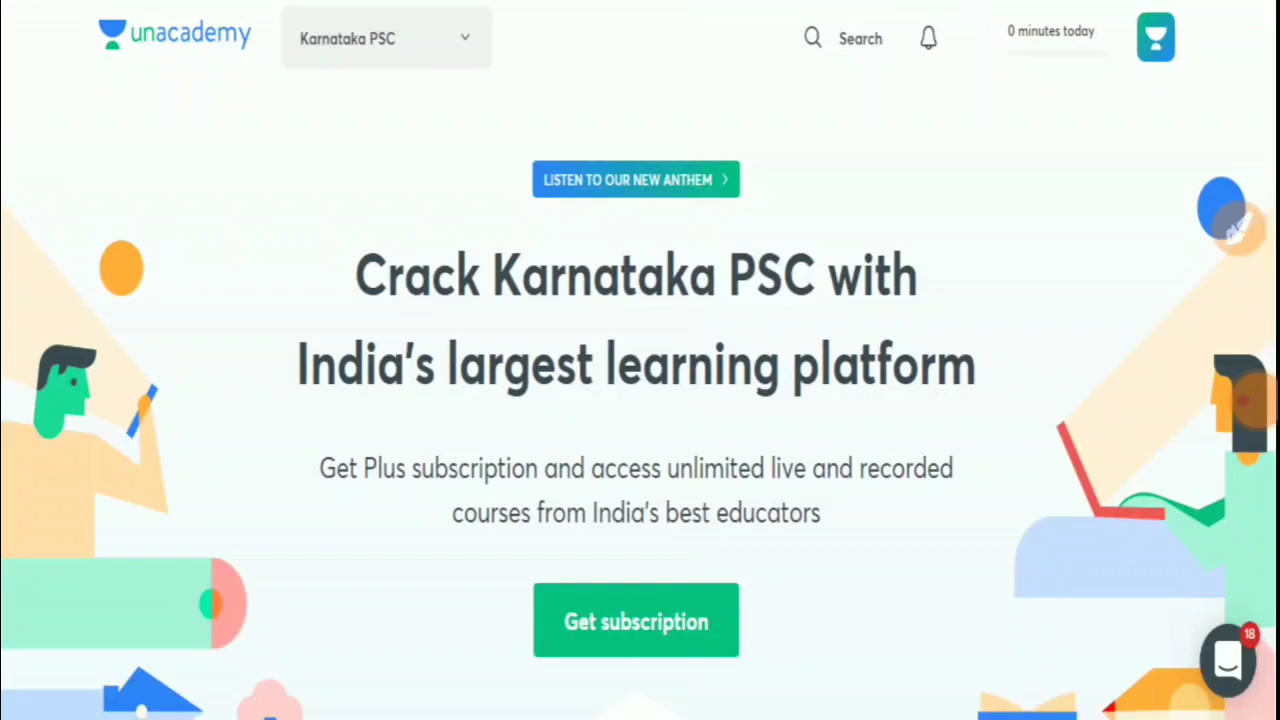 unacademy
Karnataka PSC
Search
0 minutes today
LISTEN TO OUR NEW ANTHEM
Crack Karnataka PSC with
India's largest learning platform
Get Plus subscription and access unlimited live and recorded
courses from India's best educators
Get subscription
18